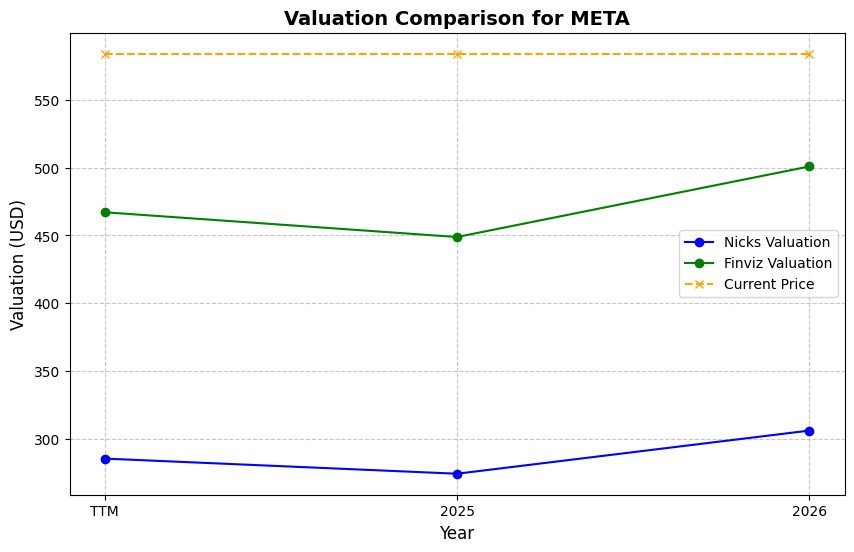 Valuation Comparison for META
Valuation (USD)
550
500
450
400
350
300
Nicks Valuation
Finviz Valuation
Current Price
TTM
2025
2026
Year